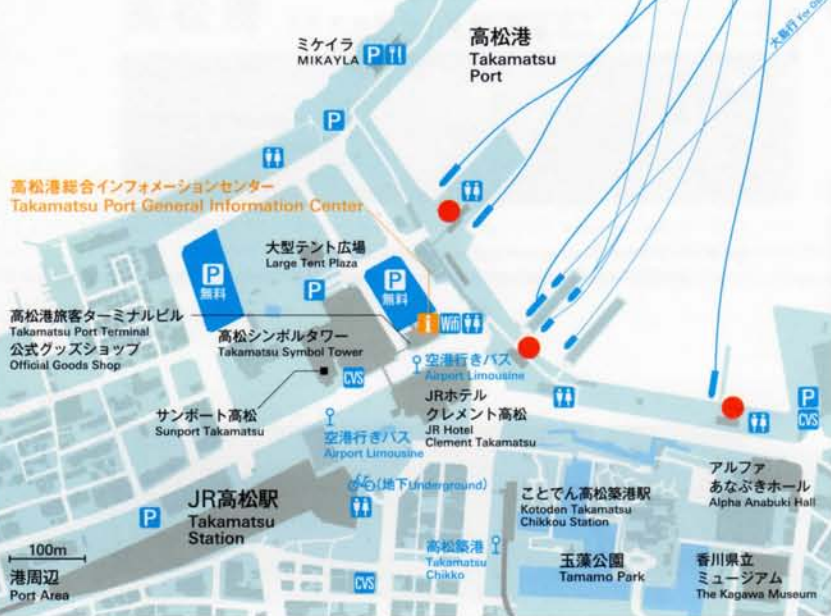 ミケイラ
MIKAYLA
P
高松港
Takamatsu
Port
P
高松港総合インフォメーションセンター
Takamatsu Port General Information Center
P
無料
大型テント広場
Large Tent Plaza
P
P
無料
高松港旅客ターミナルビル
Takamatsu Port Terminal
公式グッズショップ
Official Goods Shop
高松シンボルタワー
Takamatsu Symbol Tower
i
Wifi
空港行きバス
Airport Limousine
CVS
サンポート高松
Sunport Takamatsu
空港行きバス
Airport Limousine
JRホテル
クレメント高松
JR Hotel
Clement Takamatsu
P
CVS
JR高松駅
Takamatsu
Station
(地下Underground)
P
ことでん高松築港駅
Kotoden Takamatsu
Chikkou Station
アルファ
あなぶきホール
Alpha Anabuki Hall
高松築港
Takamatsu
Chikko
玉藻公園
Tamamo Park
香川県立
ミュージアム
The Kagawa Museum
CVS
100m
港周辺
Port Area
大島行